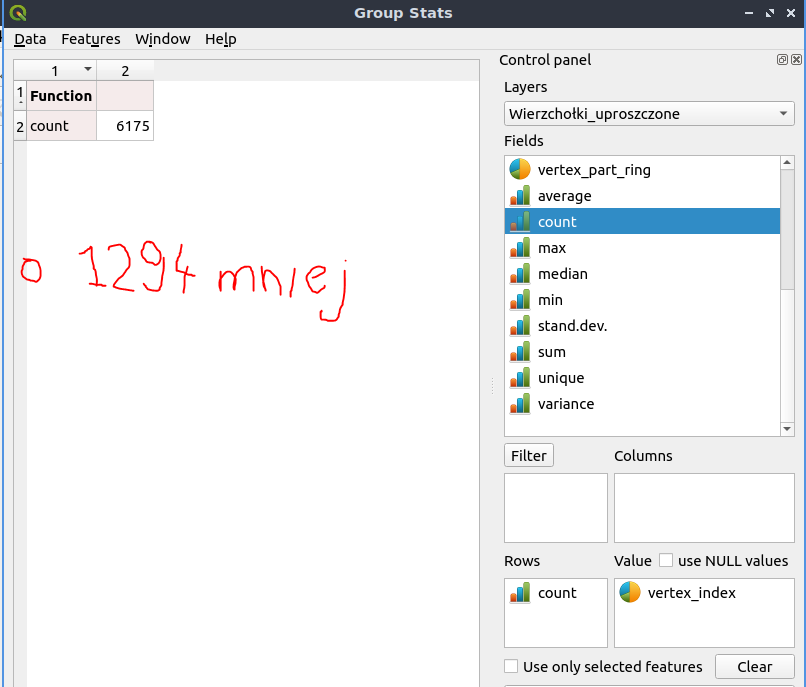 Group Stats
Data Features Window Help
1 2
1 Function
2 count 6175
o 1294 mniej
Control panel
Layers
Wierzchołki_uproszczone
Fields
vertex_part_ring
average
count
max
median
min
stand.dev.
sum
unique
variance
Filter Columns
Rows Value use NULL values
count vertex_index
Use only selected features Clear